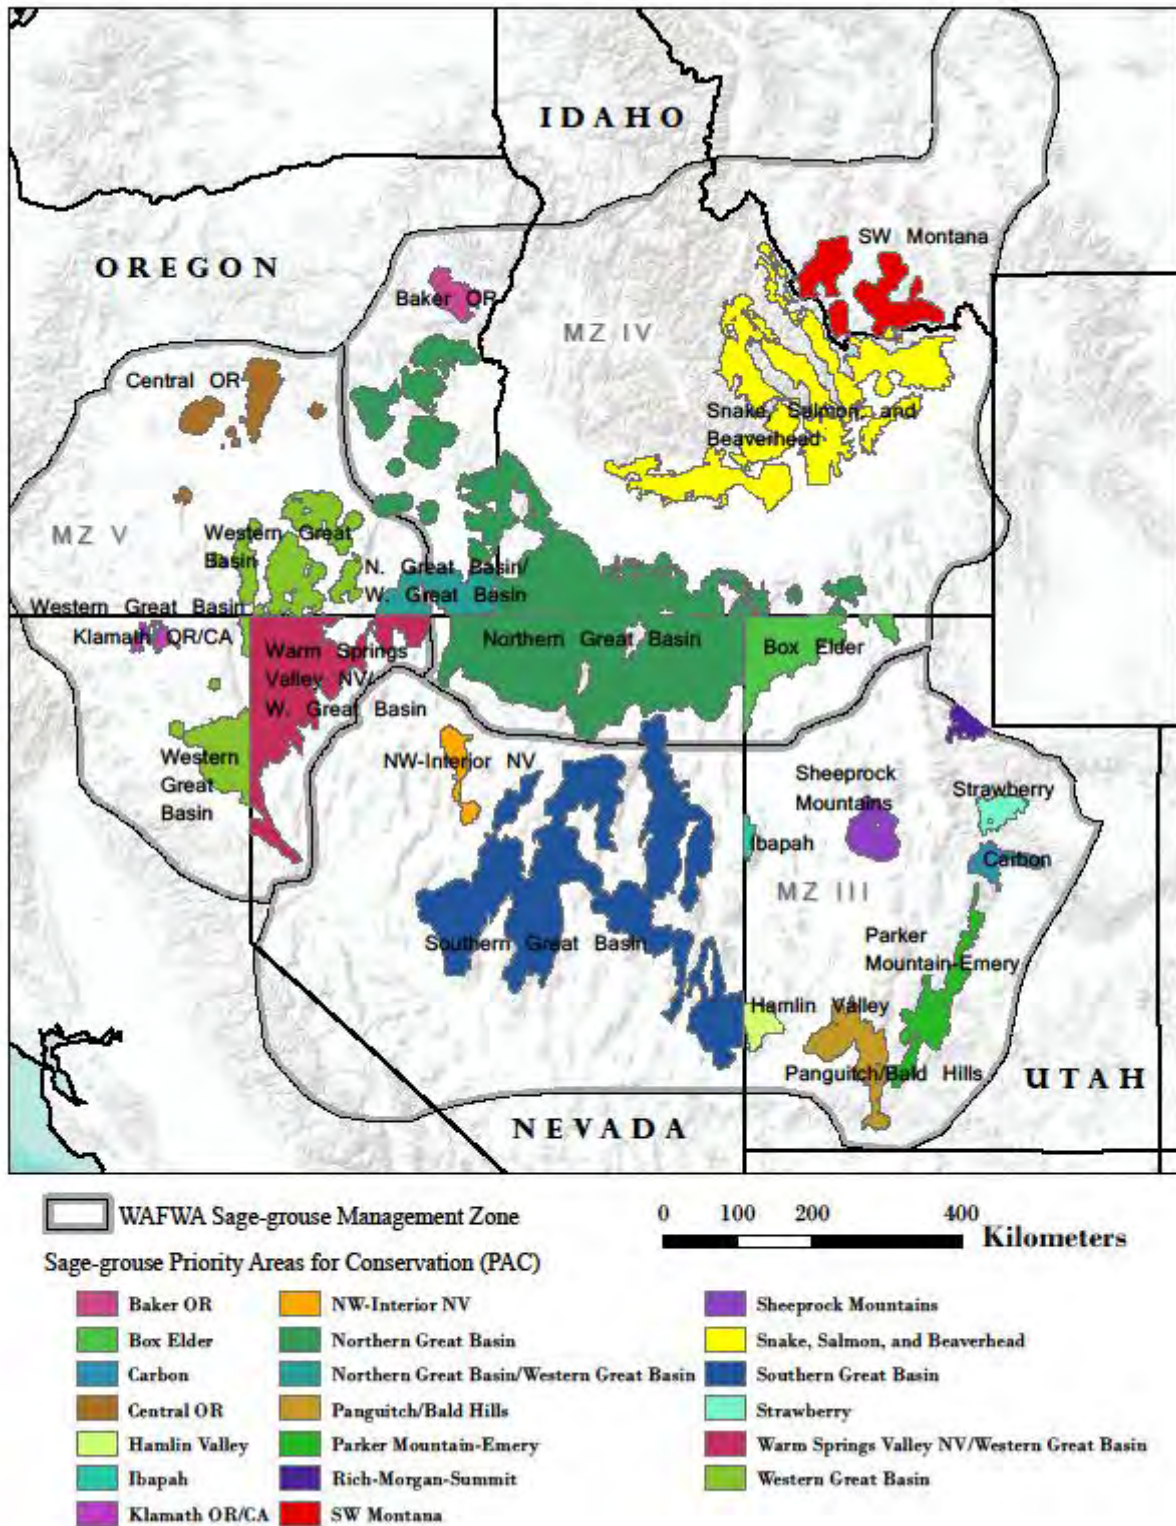 IDAHO
OREGON
SW Montana
Baker OR
MZ IV
Central OR
Snake, Salmon, and
Beaverhead
MZ V
Western Great
Basin
N. Great Basin/
W. Great Basin
Western Great Basin
Klamath OR/CA
Warm Springs
Valley NV/
W. Great Basin
Northern Great Basin
Box Elder
Western
Great
Basin
NW-Interior NV
Sheeprock
Mountains
Strawberry
Ibapah
Carbon
MZ III
Southern Great Basin
Parker
Mountain-Emery
Hamlin Valley
Panguitch/Bald Hills
UTAH
NEVADA
WAFWA Sage-grouse Management Zone
0 100 200 400
Kilometers
Sage-grouse Priority Areas for Conservation (PAC)
Baker OR
Box Elder
Carbon
Central OR
Hamlin Valley
Ibapah
Klamath OR/CA
NW-Interior NV
Northern Great Basin
Northern Great Basin/Western Great Basin
Panguitch/Bald Hills
Parker Mountain-Emery
Rich-Morgan-Summit
SW Montana
Sheeprock Mountains
Snake, Salmon, and Beaverhead
Southern Great Basin
Strawberry
Warm Springs Valley NV/Western Great Basin
Western Great Basin